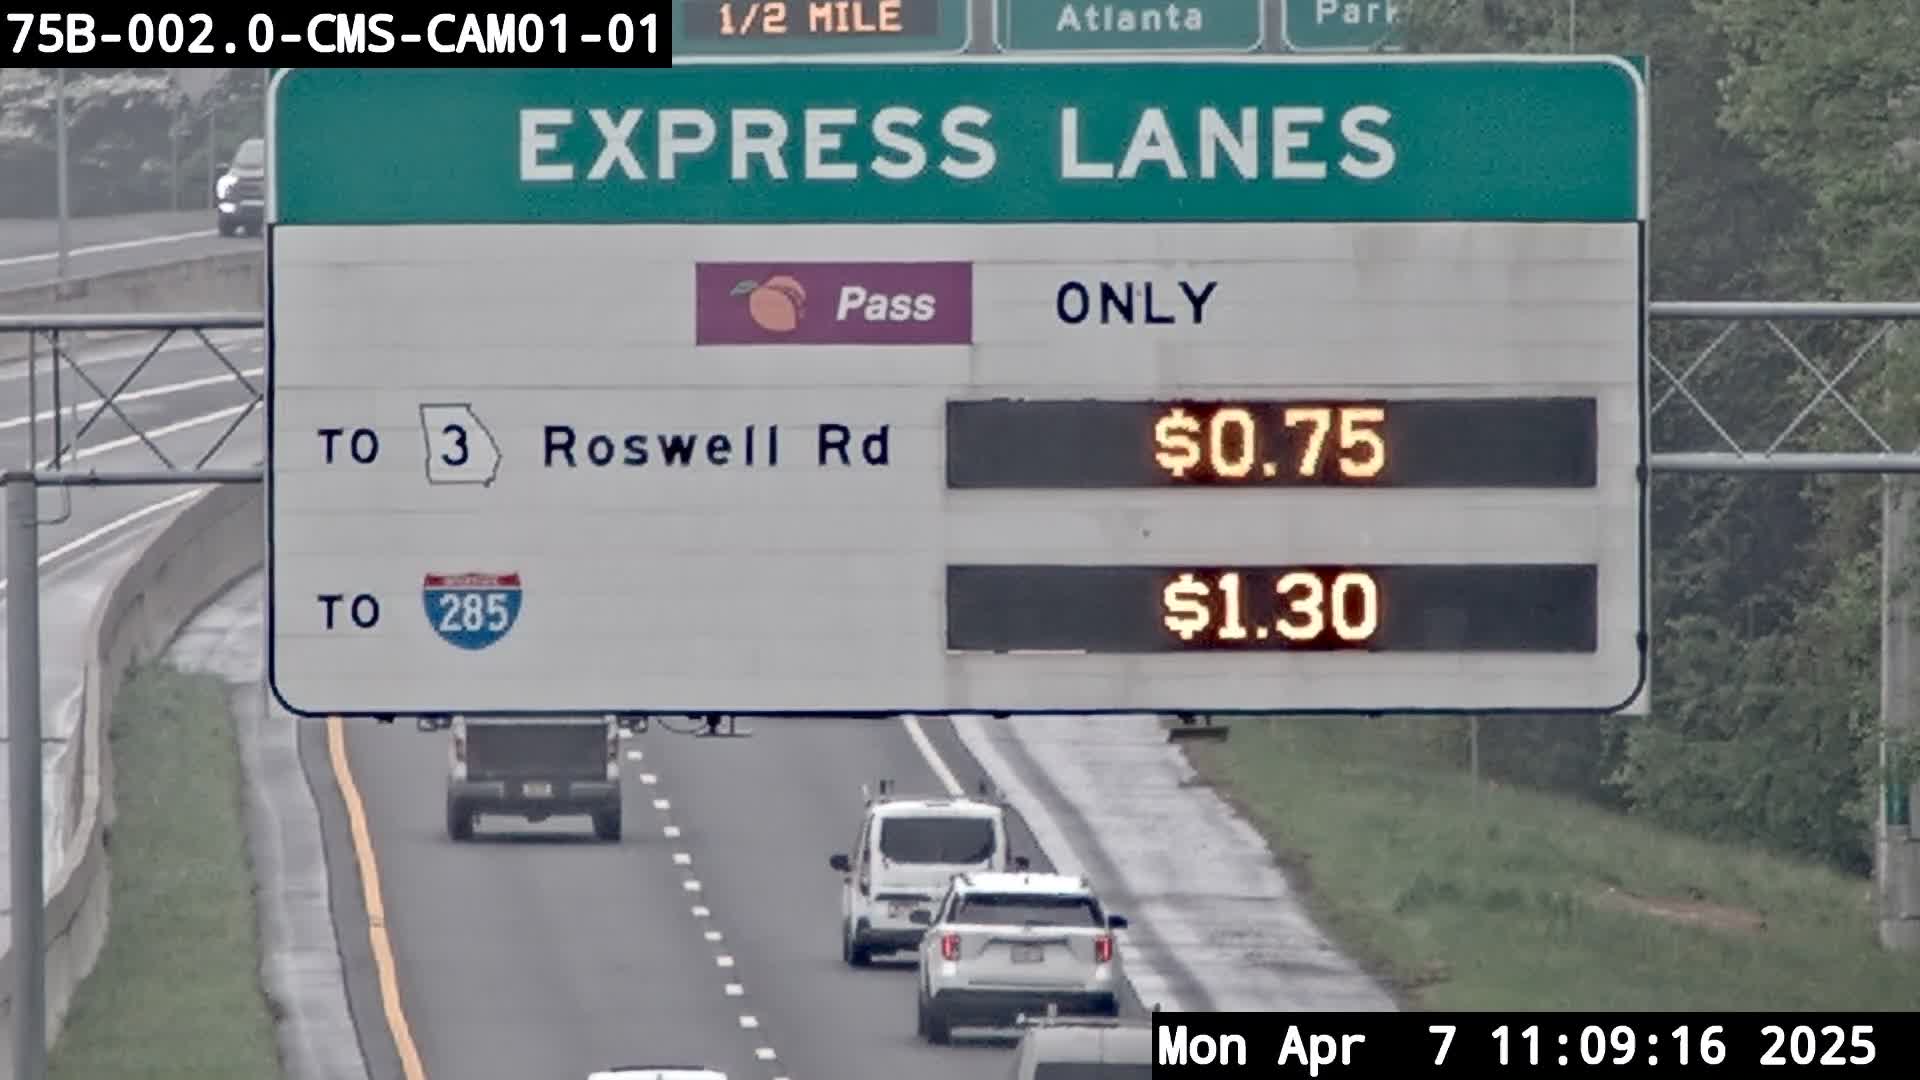 75B-002.0-CMS-CAM01-01
1/2 MILE
Atlanta
EXPRESS LANES
Pass ONLY
TO 3 Roswell Rd $0.75
TO 285 $1.30
Mon Apr 7 11:09:16 2025